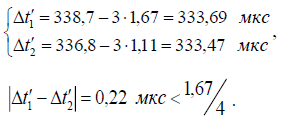 Δt′₁ = 338,7 − 3·1,67 = 333,69 мкс
Δt′₂ = 336,8 − 3·1,11 = 333,47 мкс ,
|Δt′₁ − Δt′₂| = 0,22 мкс < 1,67/4 .